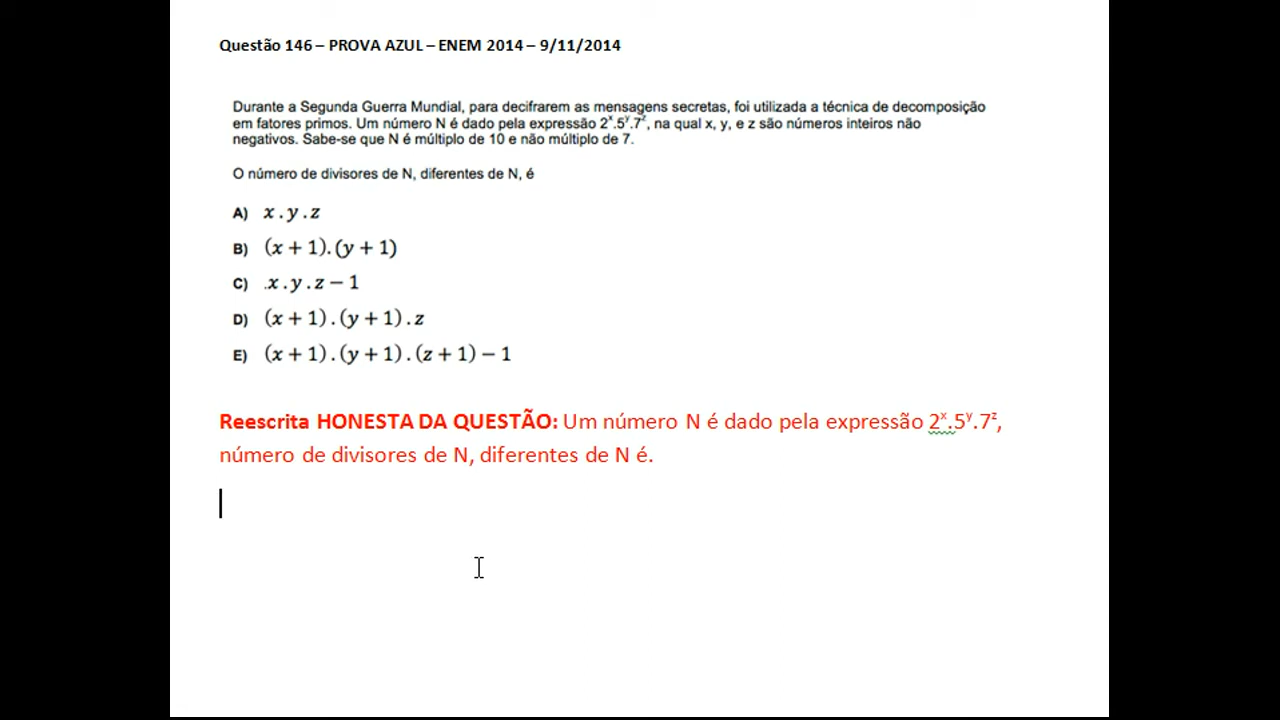 Questão 146 – PROVA AZUL – ENEM 2014 – 9/11/2014
Durante a Segunda Guerra Mundial, para decifrarem as mensagens secretas, foi utilizada a técnica de decomposição
em fatores primos. Um número N é dado pela expressão 2ˣ.5ʸ.7ᶻ, na qual x, y, e z são números inteiros não
negativos. Sabe-se que N é múltiplo de 10 e não múltiplo de 7.
O número de divisores de N, diferentes de N, é
A) x . y . z
B) (x + 1). (y + 1)
C) .x . y . z − 1
D) (x + 1) . (y + 1) . z
E) (x + 1) . (y + 1) . (z + 1) − 1
Reescrita HONESTA DA QUESTÃO: Um número N é dado pela expressão 2ˣ.5ʸ.7ᶻ,
número de divisores de N, diferentes de N é.